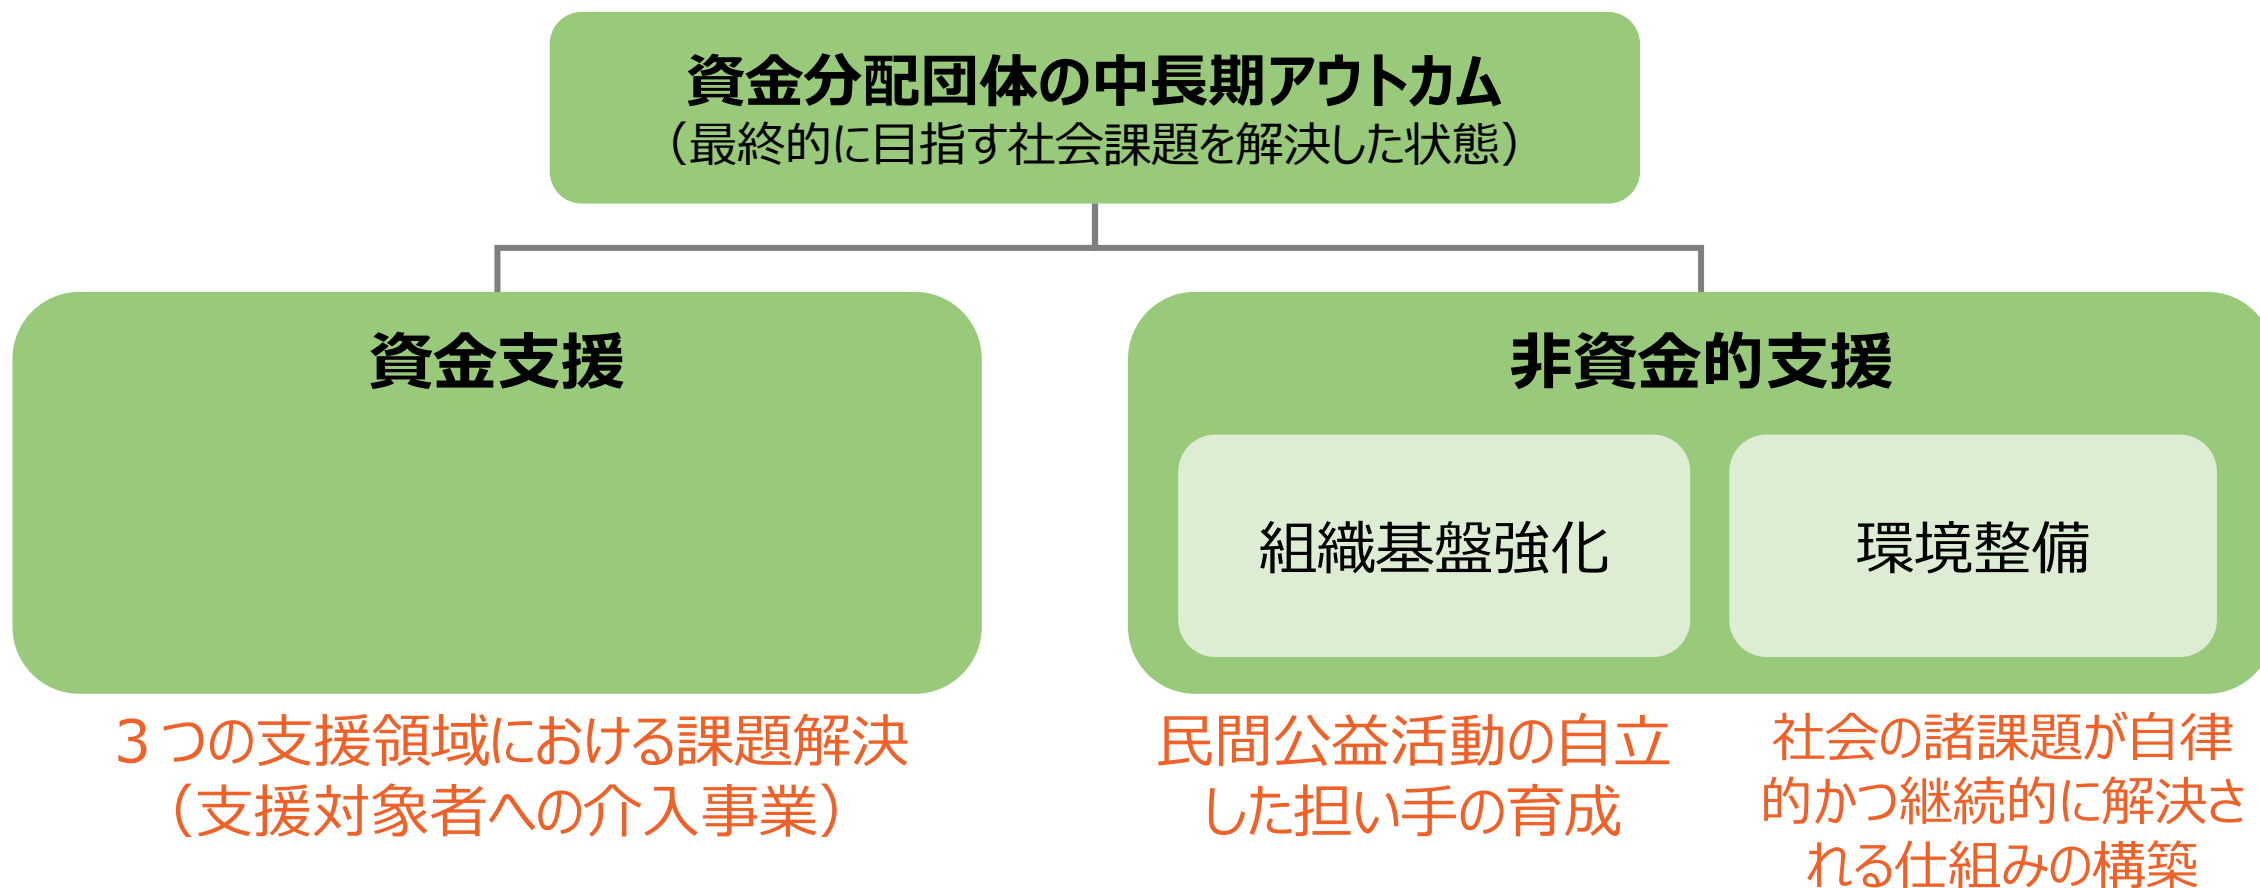 資金分配団体の中長期アウトカム
（最終的に目指す社会課題を解決した状態）
資金支援
非資金的支援
組織基盤強化
環境整備
３つの支援領域における課題解決
（支援対象者への介入事業）
民間公益活動の自立
した担い手の育成
社会の諸課題が自律
的かつ継続的に解決さ
れる仕組みの構築